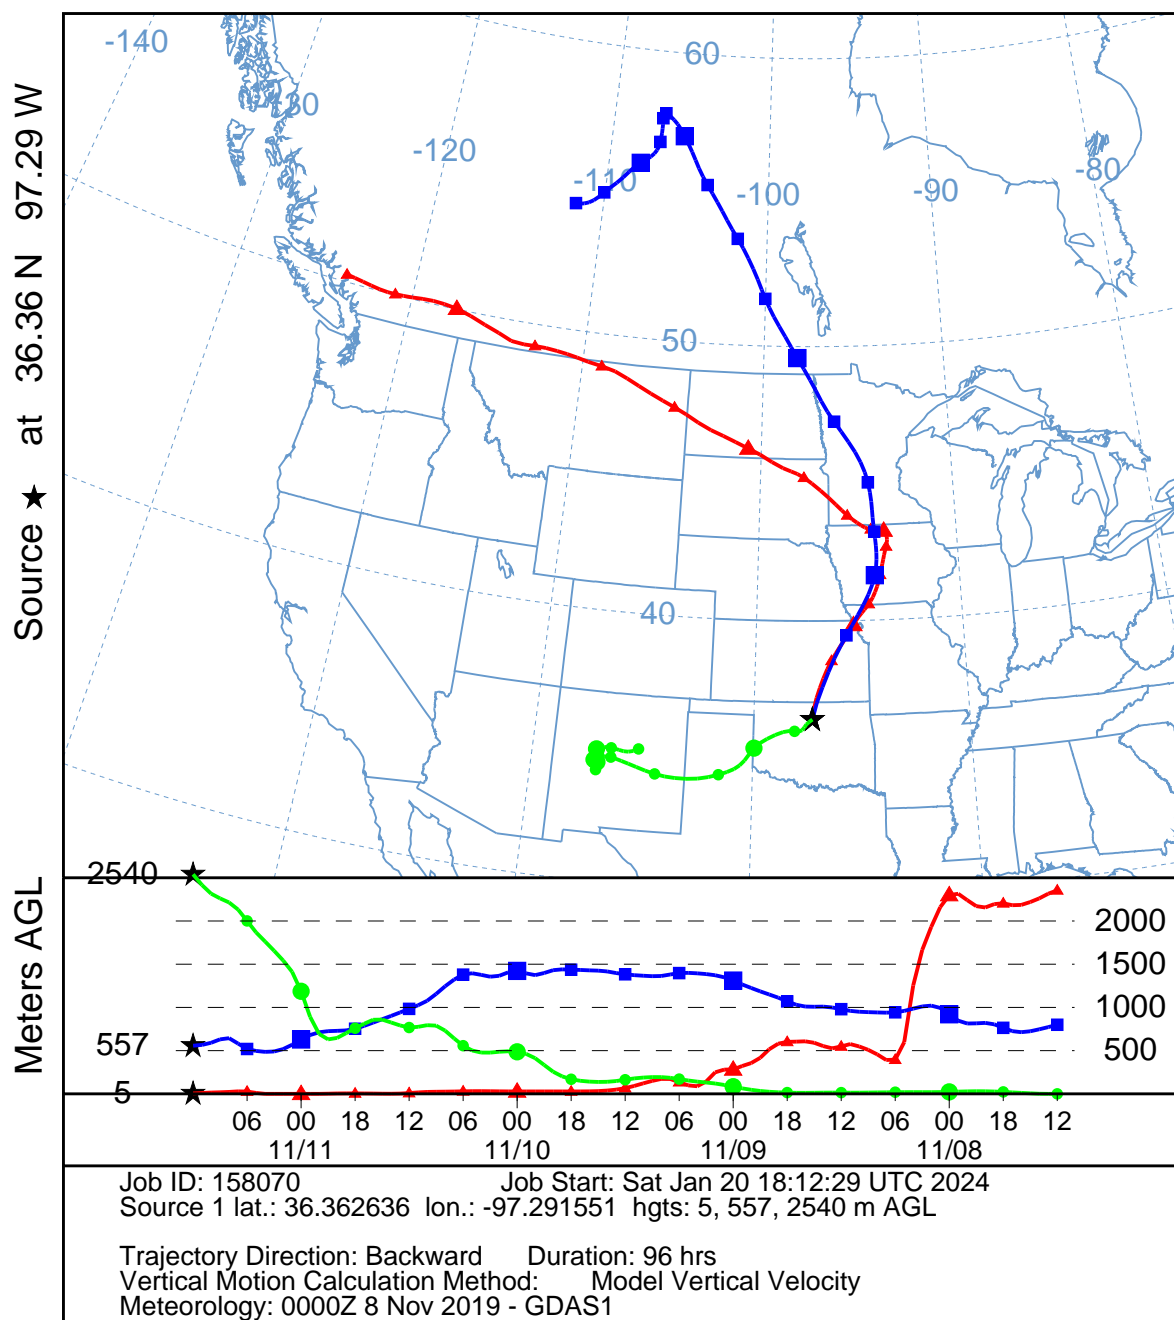 Source ★ at 36.36 N 97.29 W
-140
60
-130
-120
-110
-100
-90
-80
50
40
Meters AGL
2540
2000
1500
1000
557
500
5
06 00 18 12 06 00 18 12 06 00 18 12 06 00 18 12
11/11 11/10 11/09 11/08
Job ID: 158070 Job Start: Sat Jan 20 18:12:29 UTC 2024
Source 1 lat.: 36.362636 lon.: -97.291551 hgts: 5, 557, 2540 m AGL
Trajectory Direction: Backward Duration: 96 hrs
Vertical Motion Calculation Method: Model Vertical Velocity
Meteorology: 0000Z 8 Nov 2019 - GDAS1